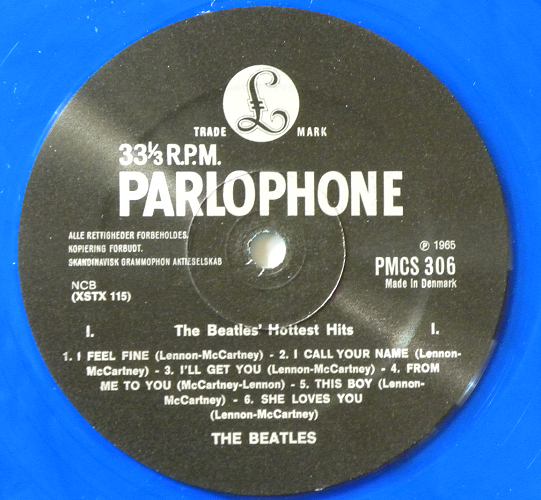 £
TRADE MARK
33⅓ R.P.M.
PARLOPHONE
ALLE RETTIGHEDER FORBEHOLDES.
KOPIERING FORBUDT.
SKANDINAVISK GRAMMOPHON AKTIESELSKAB
℗ 1965
PMCS 306
Made in Denmark
NCB
(XSTX 115)
I. The Beatles' Hottest Hits I.
1. I FEEL FINE (Lennon-McCartney) - 2. I CALL YOUR NAME (Lennon-
McCartney) - 3. I'LL GET YOU (Lennon-McCartney) - 4. FROM
ME TO YOU (McCartney-Lennon) - 5. THIS BOY (Lennon-
McCartney) - 6. SHE LOVES YOU
(Lennon-McCartney)
THE BEATLES